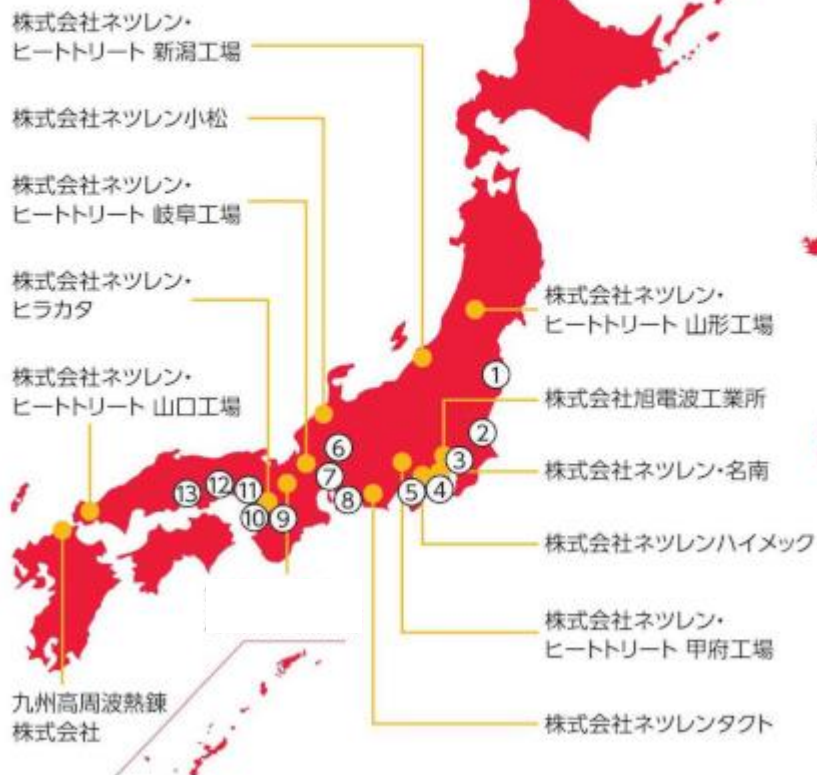 株式会社ネツレン・
ヒートトリート 新潟工場
株式会社ネツレン小松
株式会社ネツレン・
ヒートトリート 岐阜工場
株式会社ネツレン・
ヒラカタ
株式会社ネツレン・
ヒートトリート 山口工場
九州高周波熱錬
株式会社
株式会社ネツレン・
ヒートトリート 山形工場
株式会社旭電波工業所
株式会社ネツレン・名南
株式会社ネツレンハイメック
株式会社ネツレン・
ヒートトリート 甲府工場
株式会社ネツレンタクト
①
②
③
④
⑤
⑥
⑦
⑧
⑨
⑩
⑪
⑫
⑬